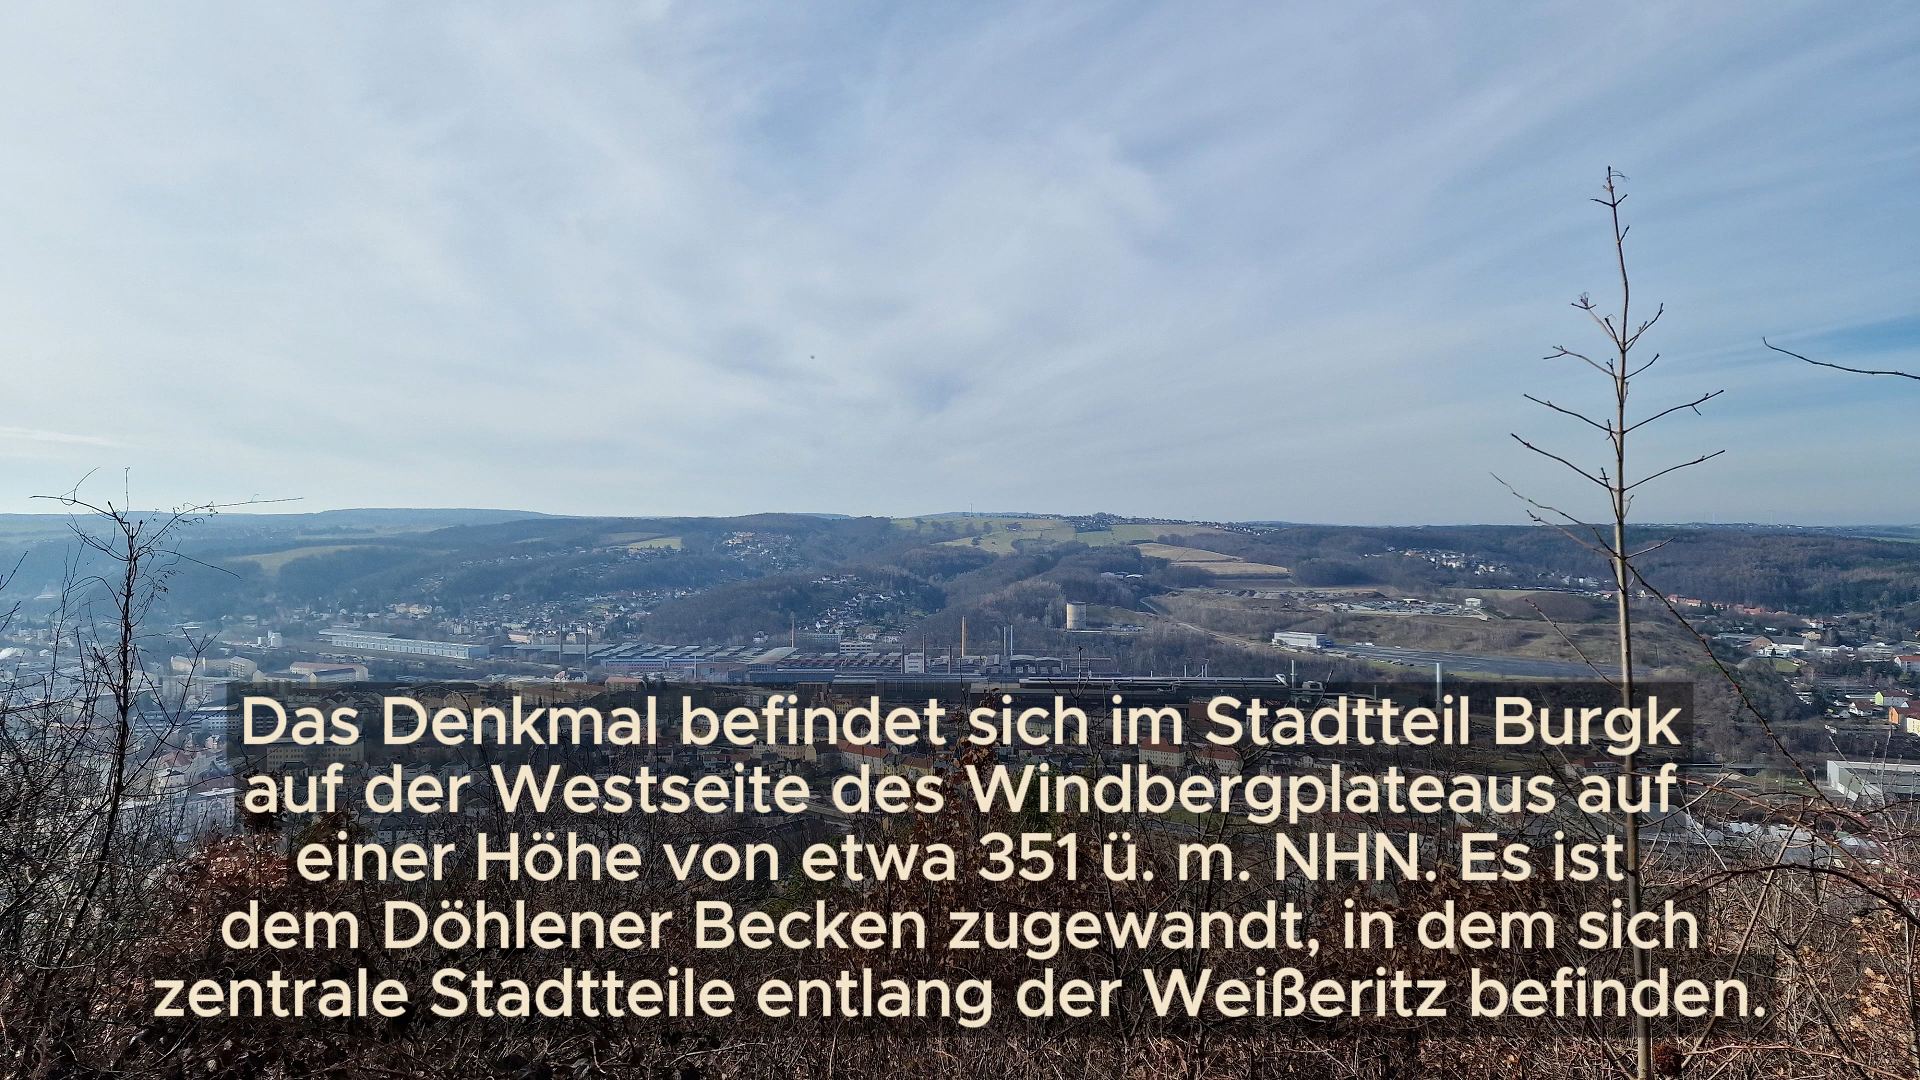 Das Denkmal befindet sich im Stadtteil Burgk
auf der Westseite des Windbergplateaus auf
einer Höhe von etwa 351 ü. m. NHN. Es ist
dem Döhlener Becken zugewandt, in dem sich
zentrale Stadtteile entlang der Weißeritz befinden.